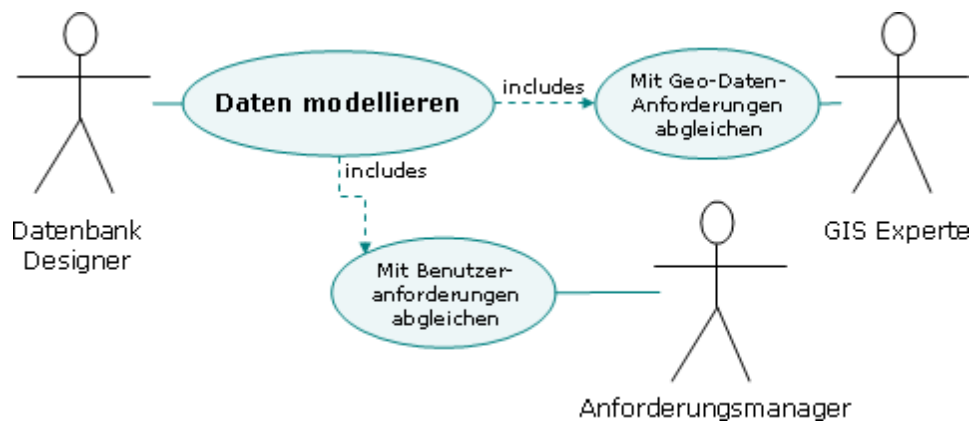 Daten modellieren
includes
Mit Geo-Daten-
Anforderungen
abgleichen
includes
Datenbank
Designer
GIS Experte
Mit Benutzer-
anforderungen
abgleichen
Anforderungsmanager